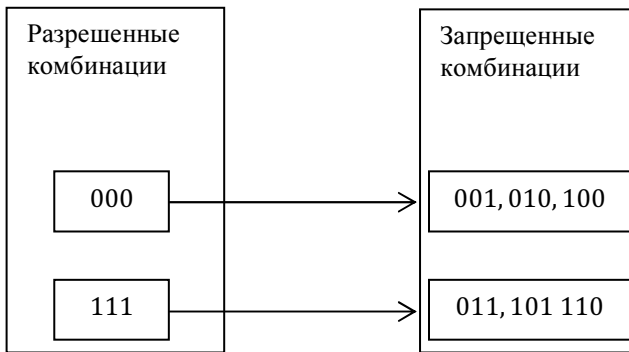 Разрешенные
комбинации
Запрещенные
комбинации
000
001, 010, 100
111
011, 101 110